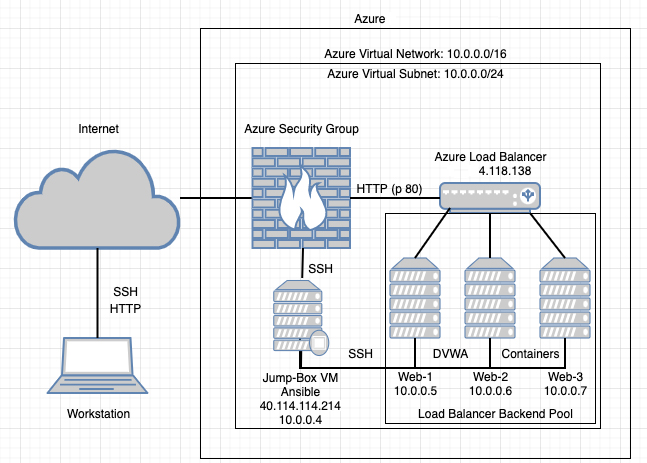 Azure
Azure Virtual Network: 10.0.0.0/16
Azure Virtual Subnet: 10.0.0.0/24
Internet
Azure Security Group
Azure Load Balancer
4.118.138
HTTP (p 80)
SSH
SSH
HTTP
SSH
DVWA
Containers
Jump-Box VM
Ansible
40.114.114.214
10.0.0.4
Web-1
10.0.0.5
Web-2
10.0.0.6
Web-3
10.0.0.7
Workstation
Load Balancer Backend Pool